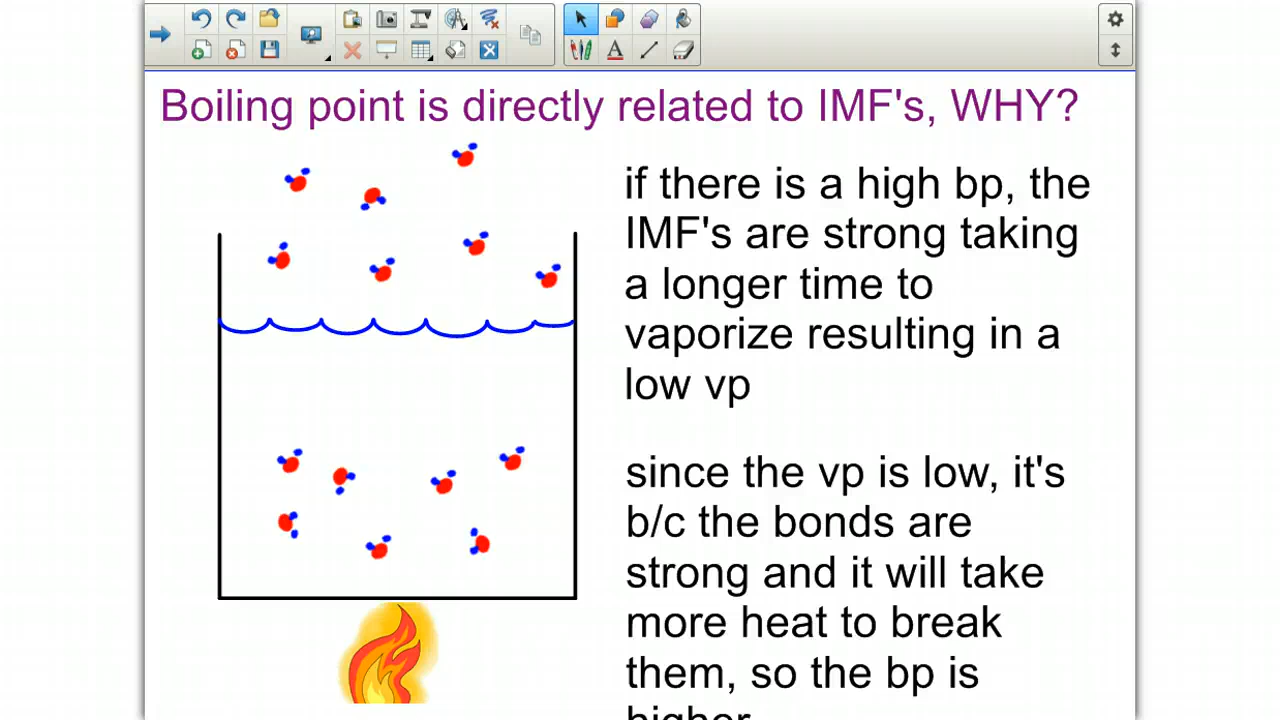 Boiling point is directly related to IMF's, WHY?
if there is a high bp, the
IMF's are strong taking
a longer time to
vaporize resulting in a
low vp
since the vp is low, it's
b/c the bonds are
strong and it will take
more heat to break
them, so the bp is
higher